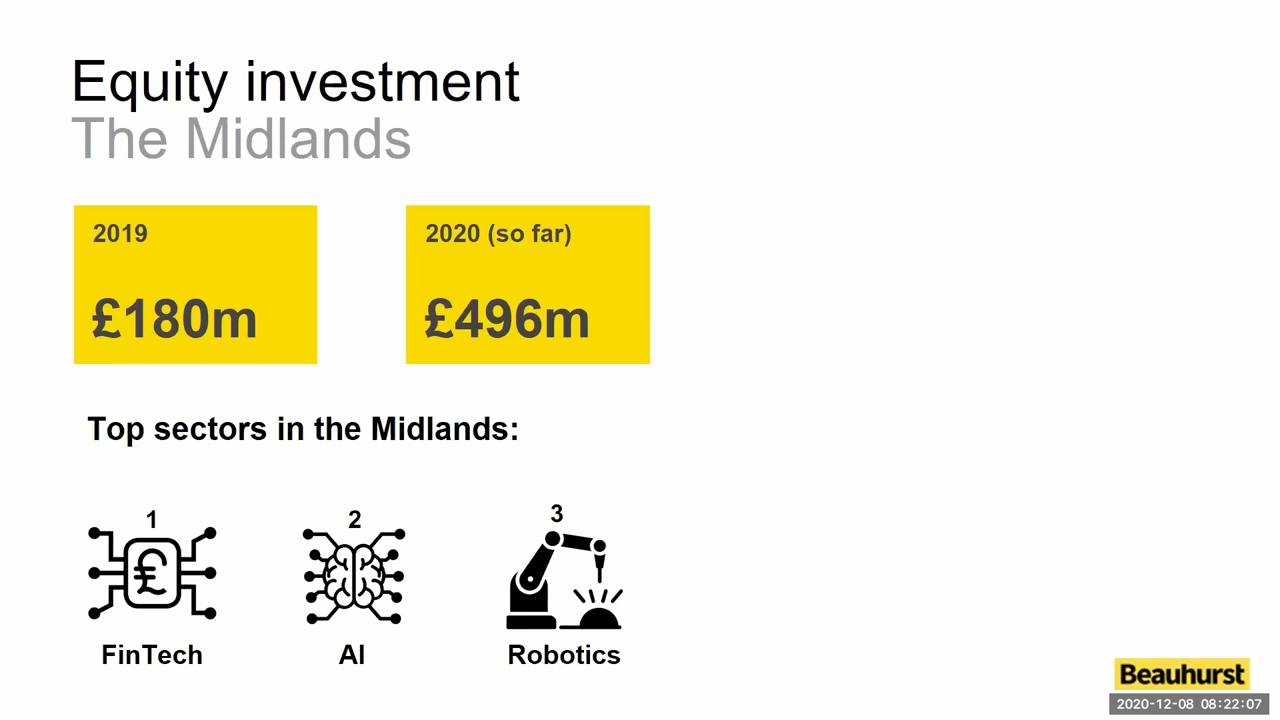 Equity investment
The Midlands
2019
£180m
2020 (so far)
£496m
Top sectors in the Midlands:
1
£
FinTech
2
AI
3
Robotics
Beauhurst
2020-12-08 08:22:07